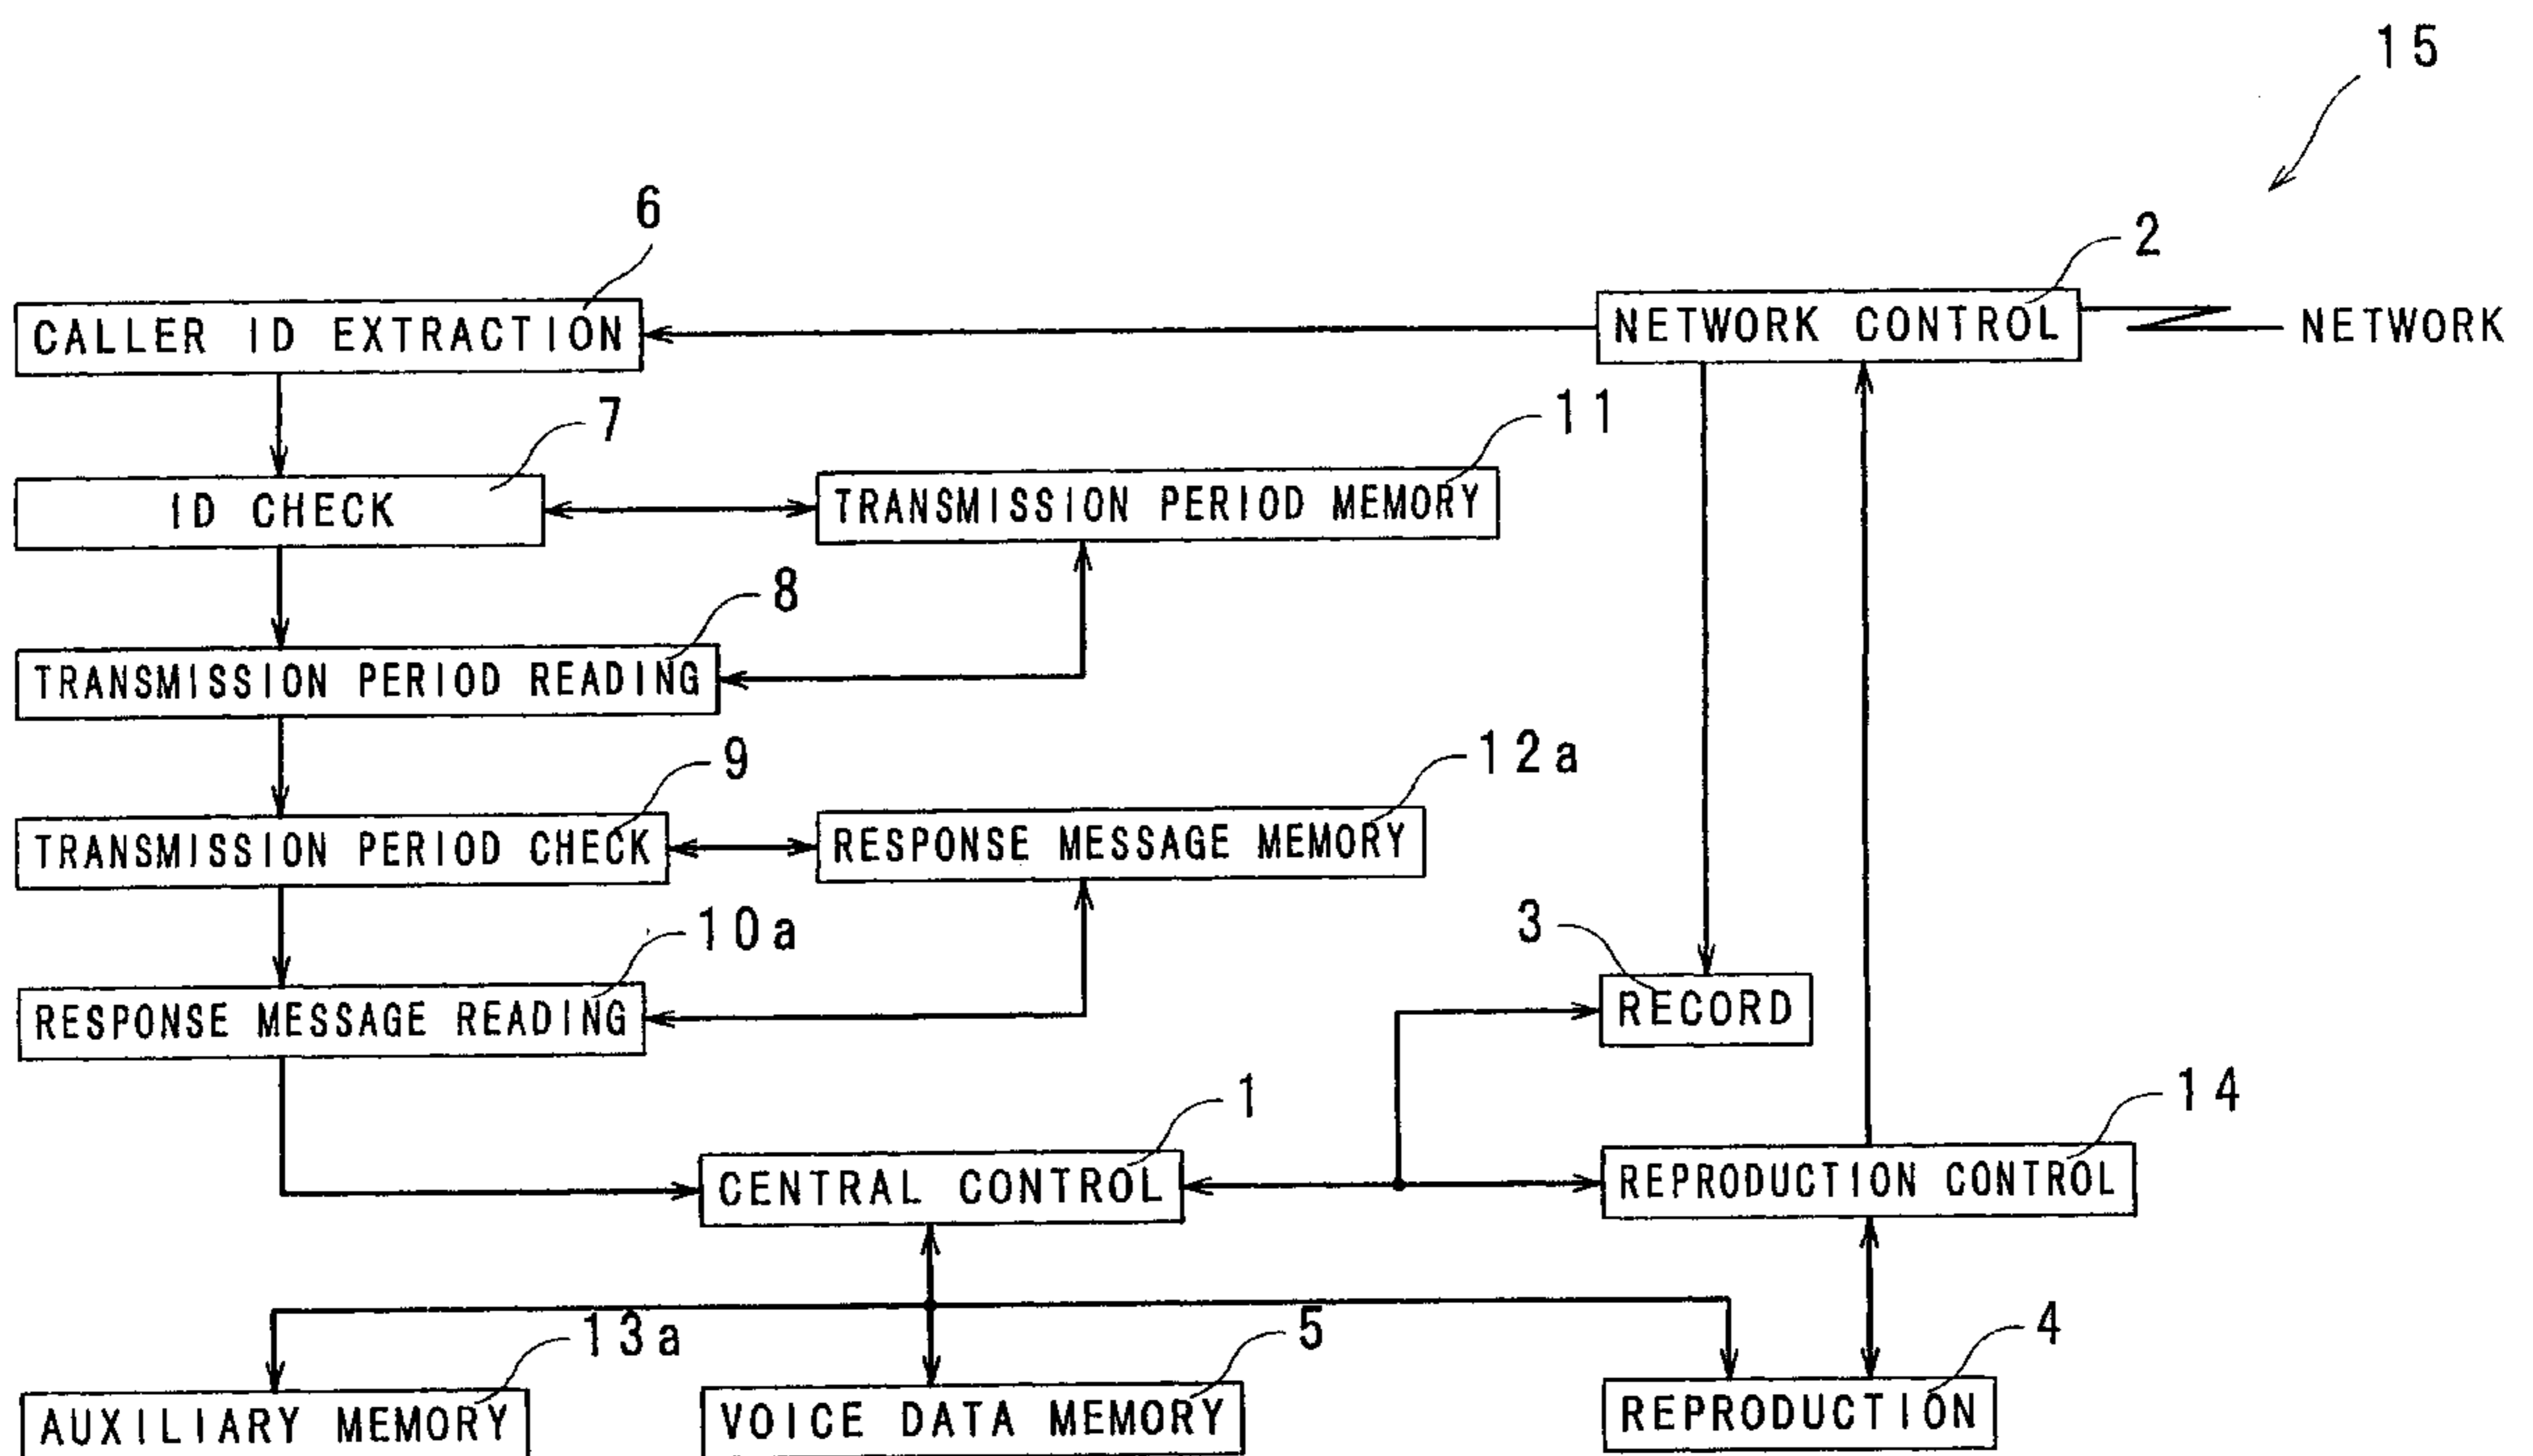 15
6
2
CALLER ID EXTRACTION
NETWORK CONTROL
NETWORK
7
11
ID CHECK
TRANSMISSION PERIOD MEMORY
8
TRANSMISSION PERIOD READING
9
12a
TRANSMISSION PERIOD CHECK
RESPONSE MESSAGE MEMORY
10a
3
RESPONSE MESSAGE READING
RECORD
1
14
CENTRAL CONTROL
REPRODUCTION CONTROL
13a
5
4
AUXILIARY MEMORY
VOICE DATA MEMORY
REPRODUCTION